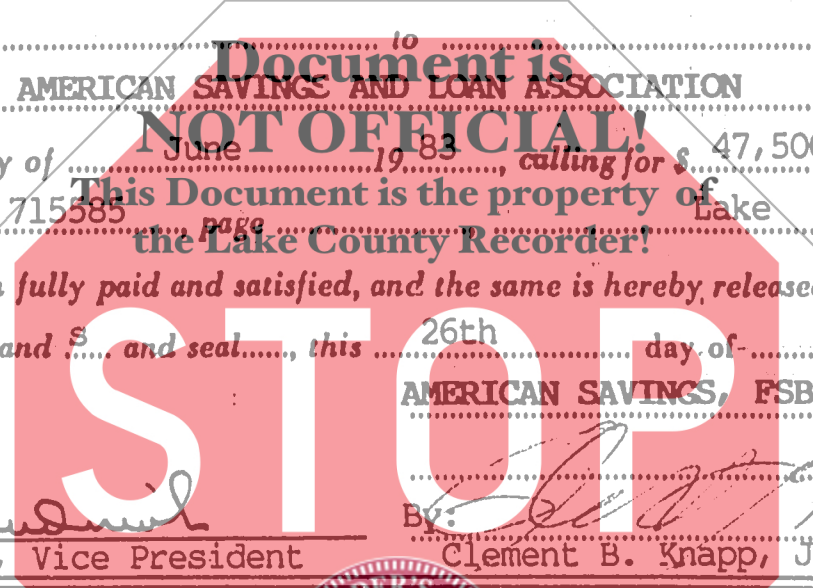 to
Document is
AMERICAN SAVINGS AND LOAN ASSOCIATION
NOT OFFICIAL!
y of June 19 83, calling for $ 47,500
This Document is the property of
715585, page Lake
the Lake County Recorder!
fully paid and satisfied, and the same is hereby released
and s and seal, this 26th day of
STOP
AMERICAN SAVINGS, FSB
By:
, Vice President Clement B. Knapp, J